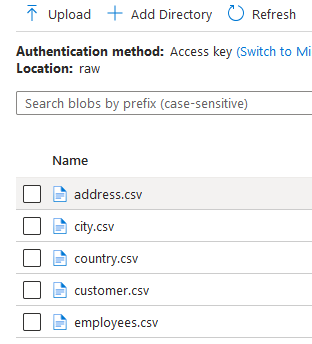 Upload Add Directory Refresh
Authentication method: Access key (Switch to Mi
Location: raw
Search blobs by prefix (case-sensitive)
Name
address.csv
city.csv
country.csv
customer.csv
employees.csv